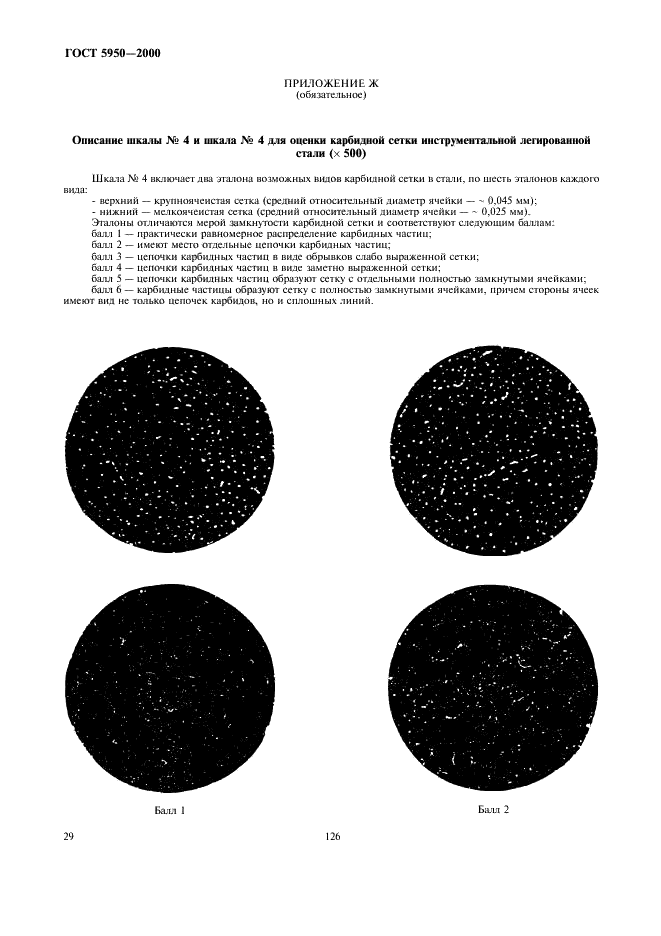 ГОСТ 5950—2000
ПРИЛОЖЕНИЕ Ж
(обязательное)
Описание шкалы № 4 и шкала № 4 для оценки карбидной сетки инструментальной легированной
стали (× 500)
Шкала № 4 включает два эталона возможных видов карбидной сетки в стали, по шесть эталонов каждого
вида:
- верхний — крупноячеистая сетка (средний относительный диаметр ячейки — ~ 0,045 мм);
- нижний — мелкоячеистая сетка (средний относительный диаметр ячейки — ~ 0,025 мм).
Эталоны отличаются мерой замкнутости карбидной сетки и соответствуют следующим баллам:
балл 1 — практически равномерное распределение карбидных частиц;
балл 2 — имеют место отдельные цепочки карбидных частиц;
балл 3 — цепочки карбидных частиц в виде обрывков слабо выраженной сетки;
балл 4 — цепочки карбидных частиц в виде заметно выраженной сетки;
балл 5 — цепочки карбидных частиц образуют сетку с отдельными полностью замкнутыми ячейками;
балл 6 — карбидные частицы образуют сетку с полностью замкнутыми ячейками, причем стороны ячеек
имеют вид не только цепочек карбидов, но и сплошных линий.
Балл 1
Балл 2
29
126